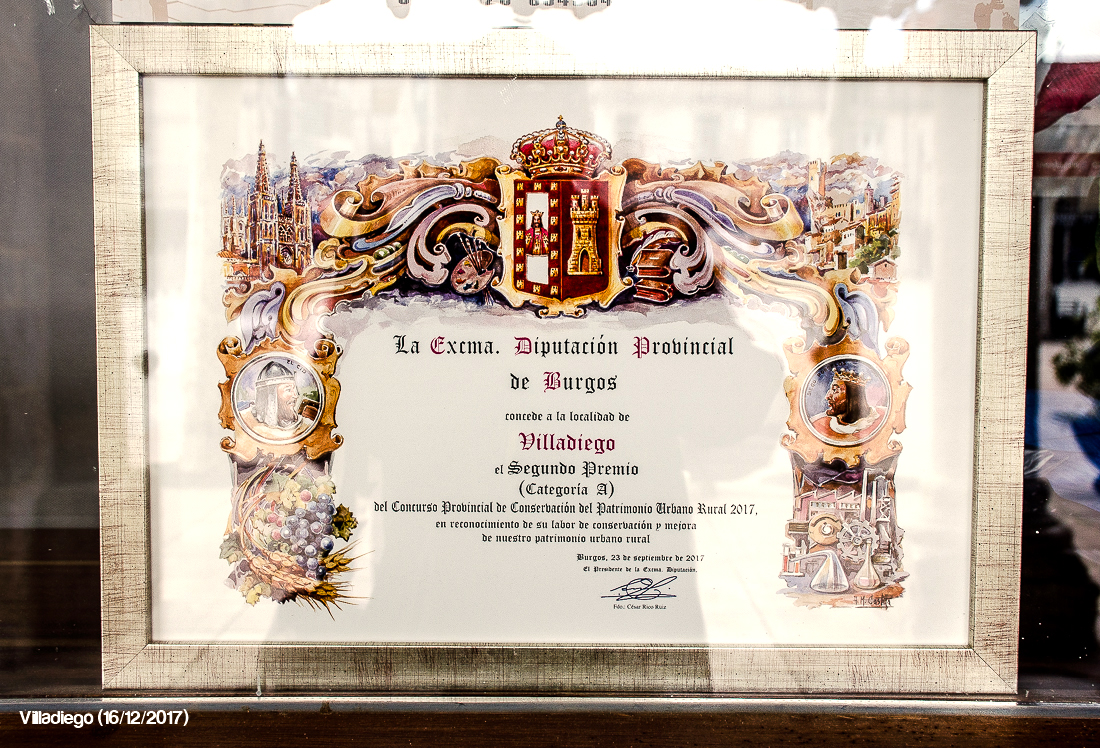 EL CID
La Excma. Diputación Provincial
de Burgos
concede a la localidad de
Villadiego
el Segundo Premio
(Categoría A)
del Concurso Provincial de Conservación del Patrimonio Urbano Rural 2017,
en reconocimiento de su labor de conservación y mejora
de nuestro patrimonio urbano rural
Burgos, 23 de septiembre de 2017
El Presidente de la Excma. Diputación,
Fdo.: César Rico Ruiz
Villadiego (16/12/2017)